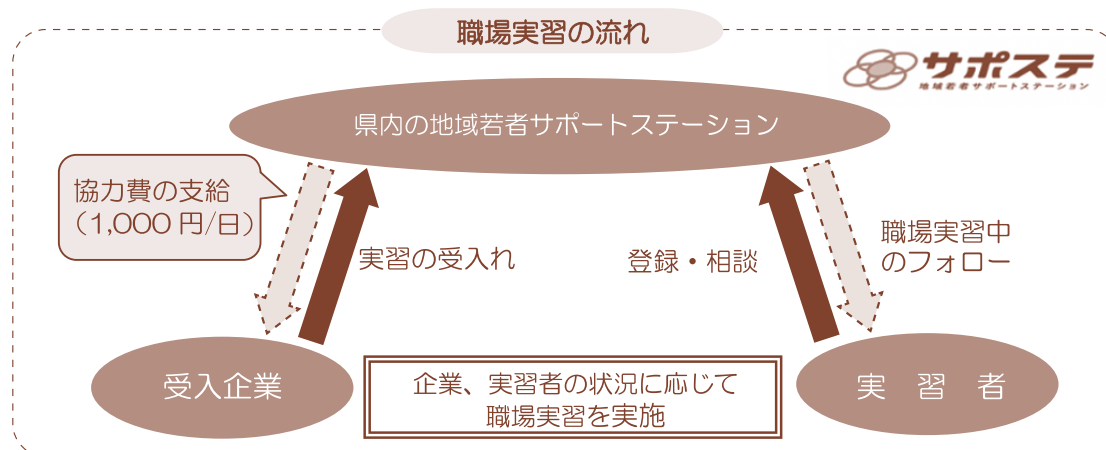 職場実習の流れ
サポステ
地域若者サポートステーション
県内の地域若者サポートステーション
協力費の支給
（1,000 円/日）
実習の受入れ
登録・相談
職場実習中
のフォロー
受入企業
企業、実習者の状況に応じて
職場実習を実施
実 習 者